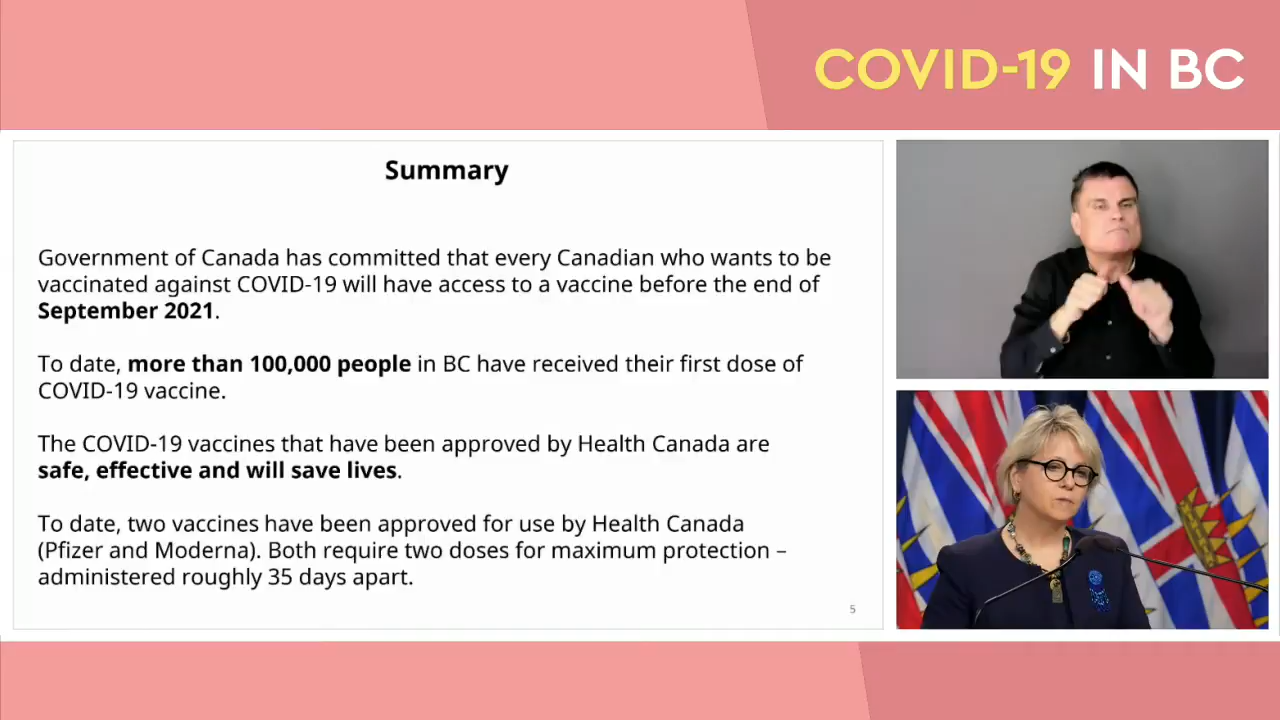 COVID-19 IN BC
Summary
Government of Canada has committed that every Canadian who wants to be
vaccinated against COVID-19 will have access to a vaccine before the end of
September 2021.
To date, more than 100,000 people in BC have received their first dose of
COVID-19 vaccine.
The COVID-19 vaccines that have been approved by Health Canada are
safe, effective and will save lives.
To date, two vaccines have been approved for use by Health Canada
(Pfizer and Moderna). Both require two doses for maximum protection –
administered roughly 35 days apart.
5